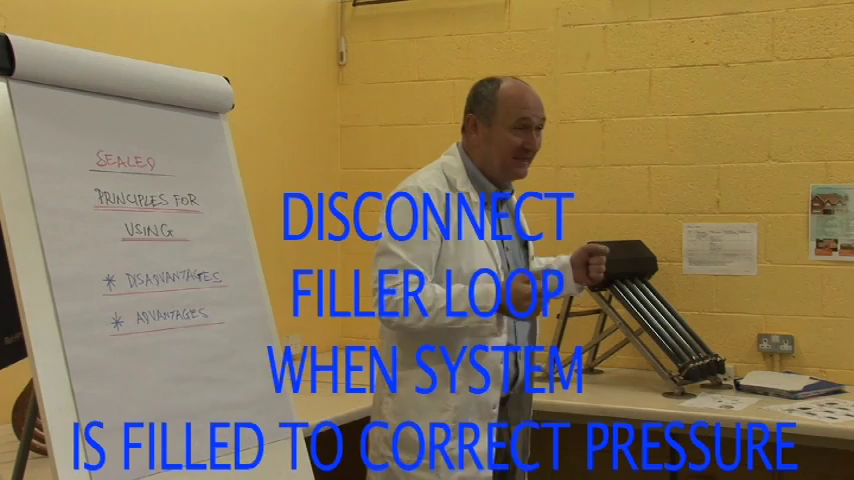 SEALED
PRINCIPLES FOR
USING
* DISADVANTAGES
* ADVANTAGES
DISCONNECT
FILLER LOOP
WHEN SYSTEM
IS FILLED TO CORRECT PRESSURE